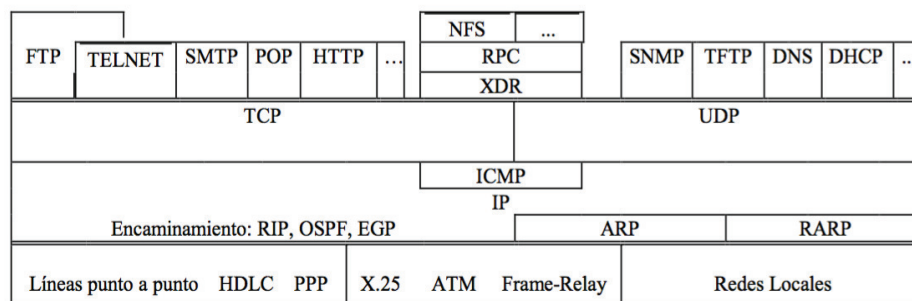 NFS ...
FTP TELNET SMTP POP HTTP ... RPC SNMP TFTP DNS DHCP ...
XDR
TCP UDP
ICMP
IP
Encaminamiento: RIP, OSPF, EGP ARP RARP
Líneas punto a punto HDLC PPP X.25 ATM Frame-Relay Redes Locales